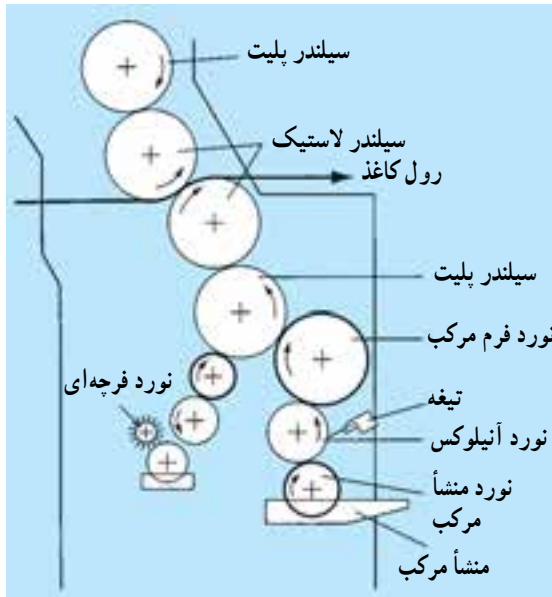 سیلندر پلیت
سیلندر لاستیک
رول کاغذ
سیلندر پلیت
نورد فرم مرکب
نورد فرچه‌ای
تیغه
نورد آنیلوکس
نورد منشأ
مرکب
منشأ مرکب